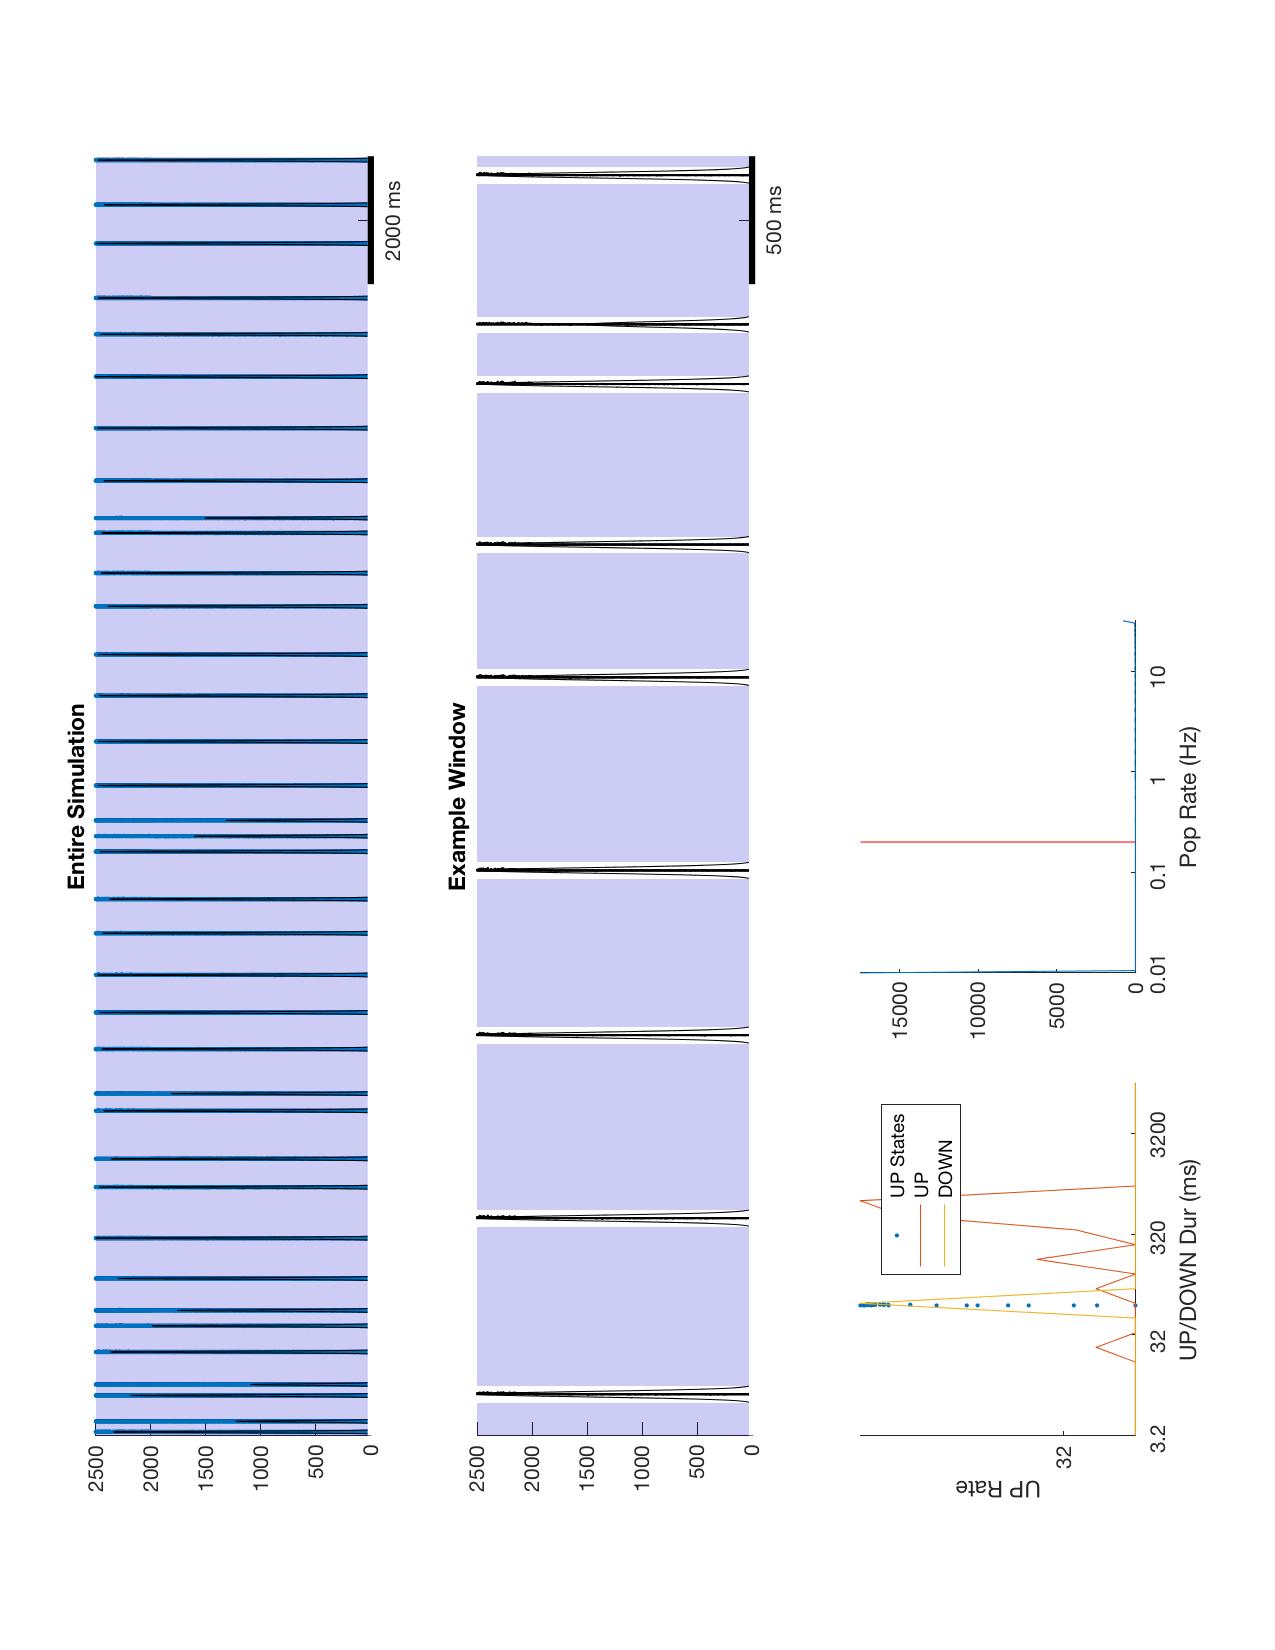 Entire Simulation
2500
2000
1500
1000
500
0
2000 ms
Example Window
2500
2000
1500
1000
500
0
500 ms
UP Rate
32
UP States
UP
DOWN
3.2 32 320 3200
UP/DOWN Dur (ms)
15000
10000
5000
0
0.01 0.1 1 10
Pop Rate (Hz)